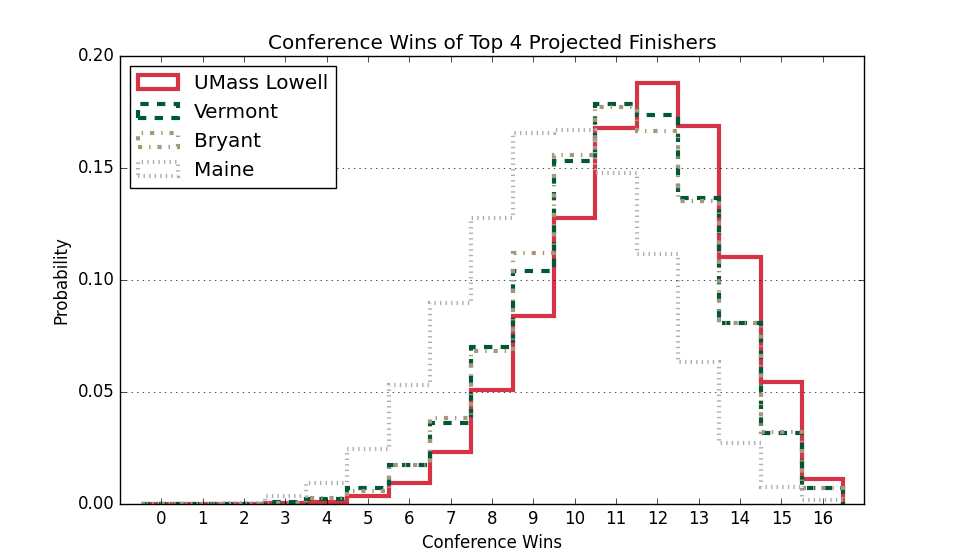 Conference Wins of Top 4 Projected Finishers
0.20
0.15
0.10
0.05
0.00
Probability
UMass Lowell
Vermont
Bryant
Maine
0 1 2 3 4 5 6 7 8 9 10 11 12 13 14 15 16
Conference Wins